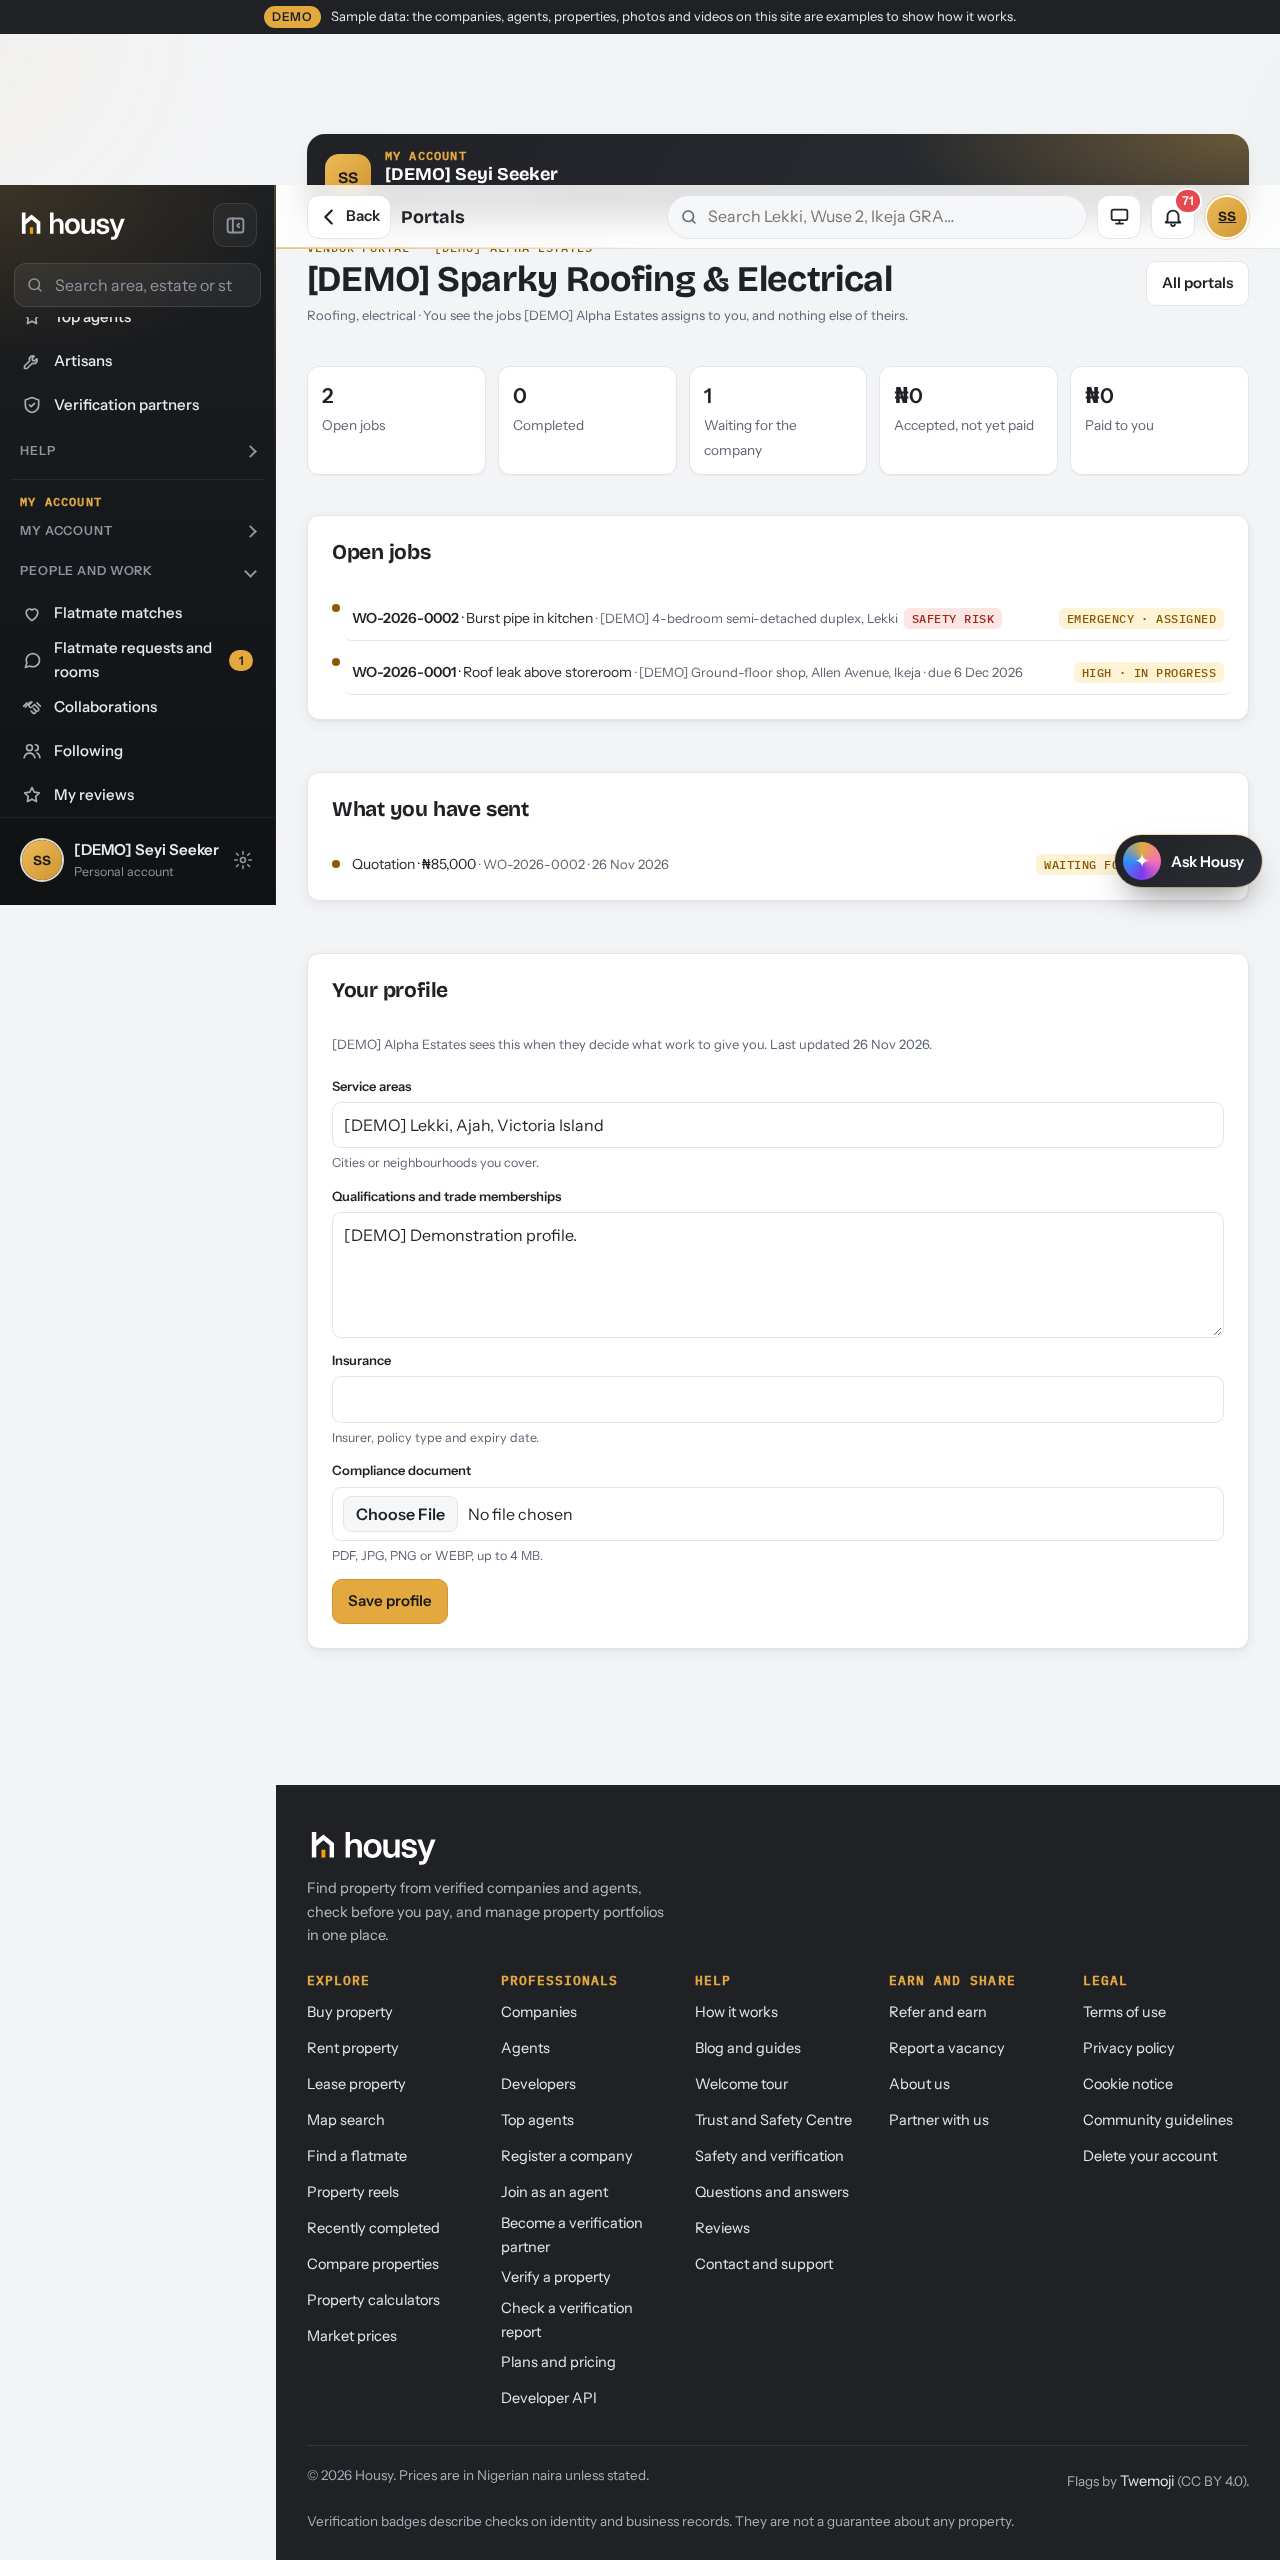 DEMO Sample data: the companies, agents, properties, photos and videos on this site are examples to show how it works.
MY ACCOUNT
SS [DEMO] Seyi Seeker
housy
Back Portals Search Lekki, Wuse 2, Ikeja GRA... 71 SS
Search area, estate or st
Top agents
Artisans
Verification partners
HELP
MY ACCOUNT
MY ACCOUNT
PEOPLE AND WORK
Flatmate matches
Flatmate requests and
rooms 1
Collaborations
Following
My reviews
SS [DEMO] Seyi Seeker
Personal account
VENDOR PORTAL · [DEMO] ALPHA ESTATES
[DEMO] Sparky Roofing & Electrical
All portals
Roofing, electrical · You see the jobs [DEMO] Alpha Estates assigns to you, and nothing else of theirs.
2
Open jobs
0
Completed
1
Waiting for the
company
₦0
Accepted, not yet paid
₦0
Paid to you
Open jobs
WO-2026-0002 · Burst pipe in kitchen · [DEMO] 4-bedroom semi-detached duplex, Lekki SAFETY RISK EMERGENCY · ASSIGNED
WO-2026-0001 · Roof leak above storeroom · [DEMO] Ground-floor shop, Allen Avenue, Ikeja · due 6 Dec 2026 HIGH · IN PROGRESS
What you have sent
Quotation · ₦85,000 · WO-2026-0002 · 26 Nov 2026 WAITING
Ask Housy
Your profile
[DEMO] Alpha Estates sees this when they decide what work to give you. Last updated 26 Nov 2026.
Service areas
[DEMO] Lekki, Ajah, Victoria Island
Cities or neighbourhoods you cover.
Qualifications and trade memberships
[DEMO] Demonstration profile.
Insurance
Insurer, policy type and expiry date.
Compliance document
Choose File No file chosen
PDF, JPG, PNG or WEBP, up to 4 MB.
Save profile
housy
Find property from verified companies and agents,
check before you pay, and manage property portfolios
in one place.
EXPLORE
Buy property
Rent property
Lease property
Map search
Find a flatmate
Property reels
Recently completed
Compare properties
Property calculators
Market prices
PROFESSIONALS
Companies
Agents
Developers
Top agents
Register a company
Join as an agent
Become a verification
partner
Verify a property
Check a verification
report
Plans and pricing
Developer API
HELP
How it works
Blog and guides
Welcome tour
Trust and Safety Centre
Safety and verification
Questions and answers
Reviews
Contact and support
EARN AND SHARE
Refer and earn
Report a vacancy
About us
Partner with us
LEGAL
Terms of use
Privacy policy
Cookie notice
Community guidelines
Delete your account
© 2026 Housy. Prices are in Nigerian naira unless stated.
Flags by Twemoji (CC BY 4.0).
Verification badges describe checks on identity and business records. They are not a guarantee about any property.